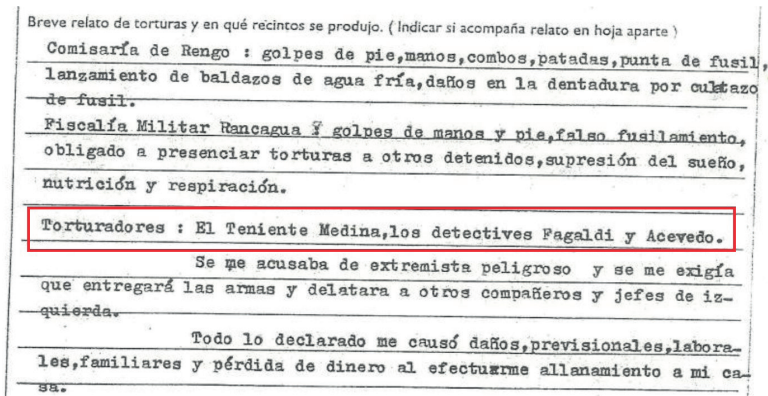 Breve relato de torturas y en qué recintos se produjo. ( Indicar si acompaña relato en hoja aparte )
Comisaría de Rengo : golpes de pie,manos,combos,patadas,punta de fusil,
lanzamiento de baldazos de agua fría,daños en la dentadura por culatazo
de fusil.
Fiscalía Militar Rancagua : golpes de manos y pie,falso fusilamiento,
obligado a presenciar torturas a otros detenidos,supresión del sueño,
nutrición y respiración.
Torturadores : El Teniente Medina,los detectives Fagaldi y Acevedo.
Se me acusaba de extremista peligroso y se me exigía
que entregará las armas y delatara a otros compañeros y jefes de iz-
quierda.
Todo lo declarado me causó daños,previsionales,labora-
les,familiares y pérdida de dinero al efectuarme allanamiento a mi ca-
sa.